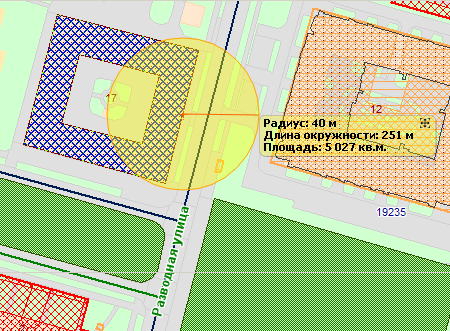 17
12
Радиус: 40 м
Длина окружности: 251 м
Площадь: 5 027 кв.м.
19235
Разводная улица